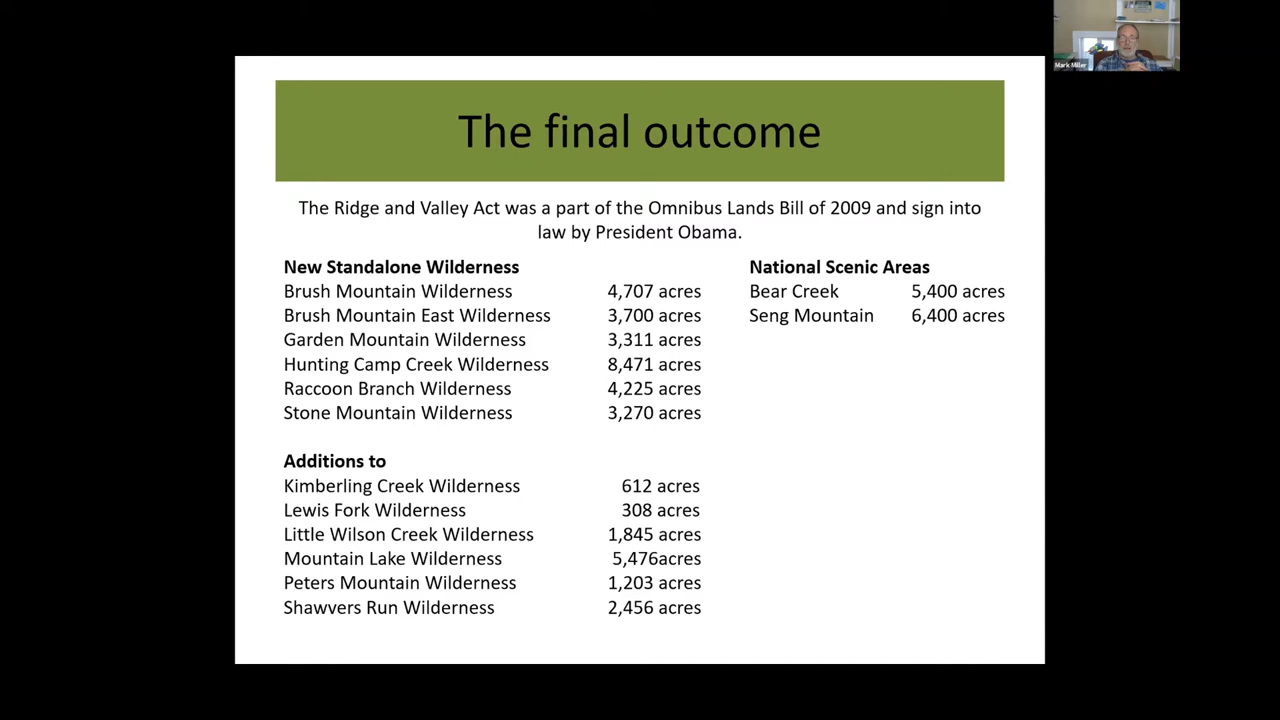 Mark Miller
The final outcome
The Ridge and Valley Act was a part of the Omnibus Lands Bill of 2009 and sign into
law by President Obama.
New Standalone Wilderness
Brush Mountain Wilderness 4,707 acres
Brush Mountain East Wilderness 3,700 acres
Garden Mountain Wilderness 3,311 acres
Hunting Camp Creek Wilderness 8,471 acres
Raccoon Branch Wilderness 4,225 acres
Stone Mountain Wilderness 3,270 acres
Additions to
Kimberling Creek Wilderness 612 acres
Lewis Fork Wilderness 308 acres
Little Wilson Creek Wilderness 1,845 acres
Mountain Lake Wilderness 5,476acres
Peters Mountain Wilderness 1,203 acres
Shawvers Run Wilderness 2,456 acres
National Scenic Areas
Bear Creek 5,400 acres
Seng Mountain 6,400 acres